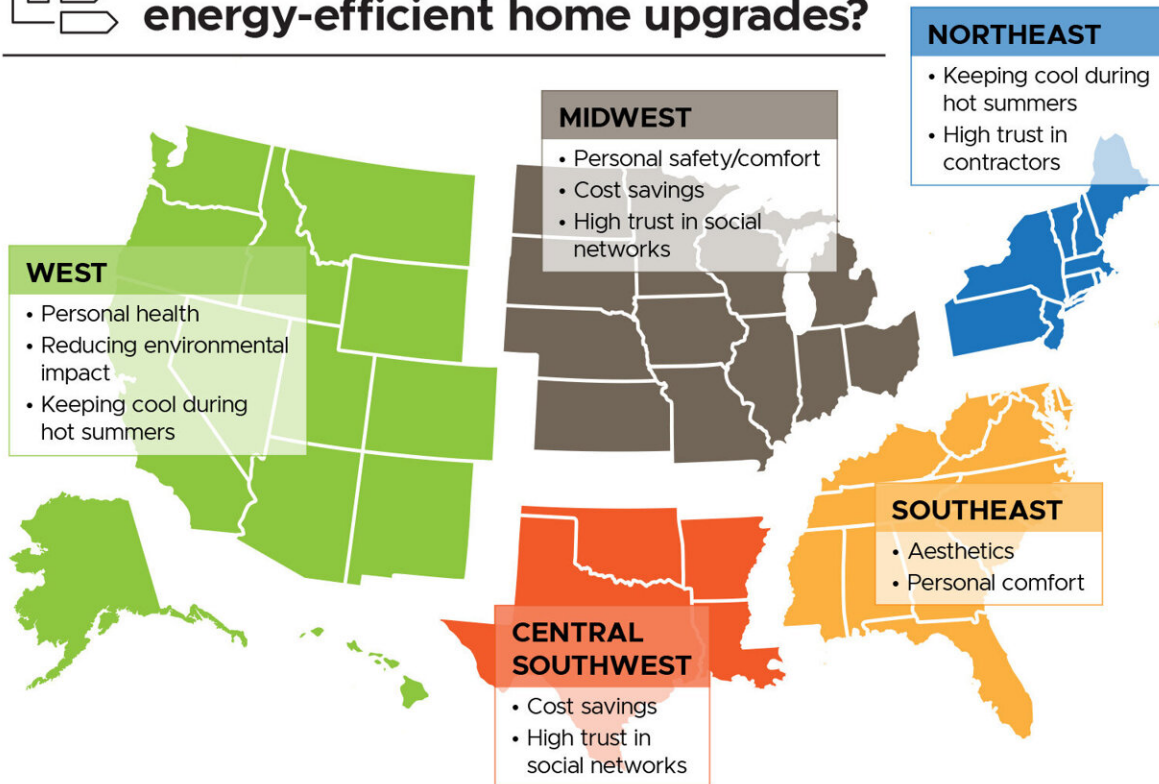 energy-efficient home upgrades?
NORTHEAST
• Keeping cool during
hot summers
• High trust in
contractors
MIDWEST
• Personal safety/comfort
• Cost savings
• High trust in social
networks
WEST
• Personal health
• Reducing environmental
impact
• Keeping cool during
hot summers
SOUTHEAST
• Aesthetics
• Personal comfort
CENTRAL
SOUTHWEST
• Cost savings
• High trust in
social networks